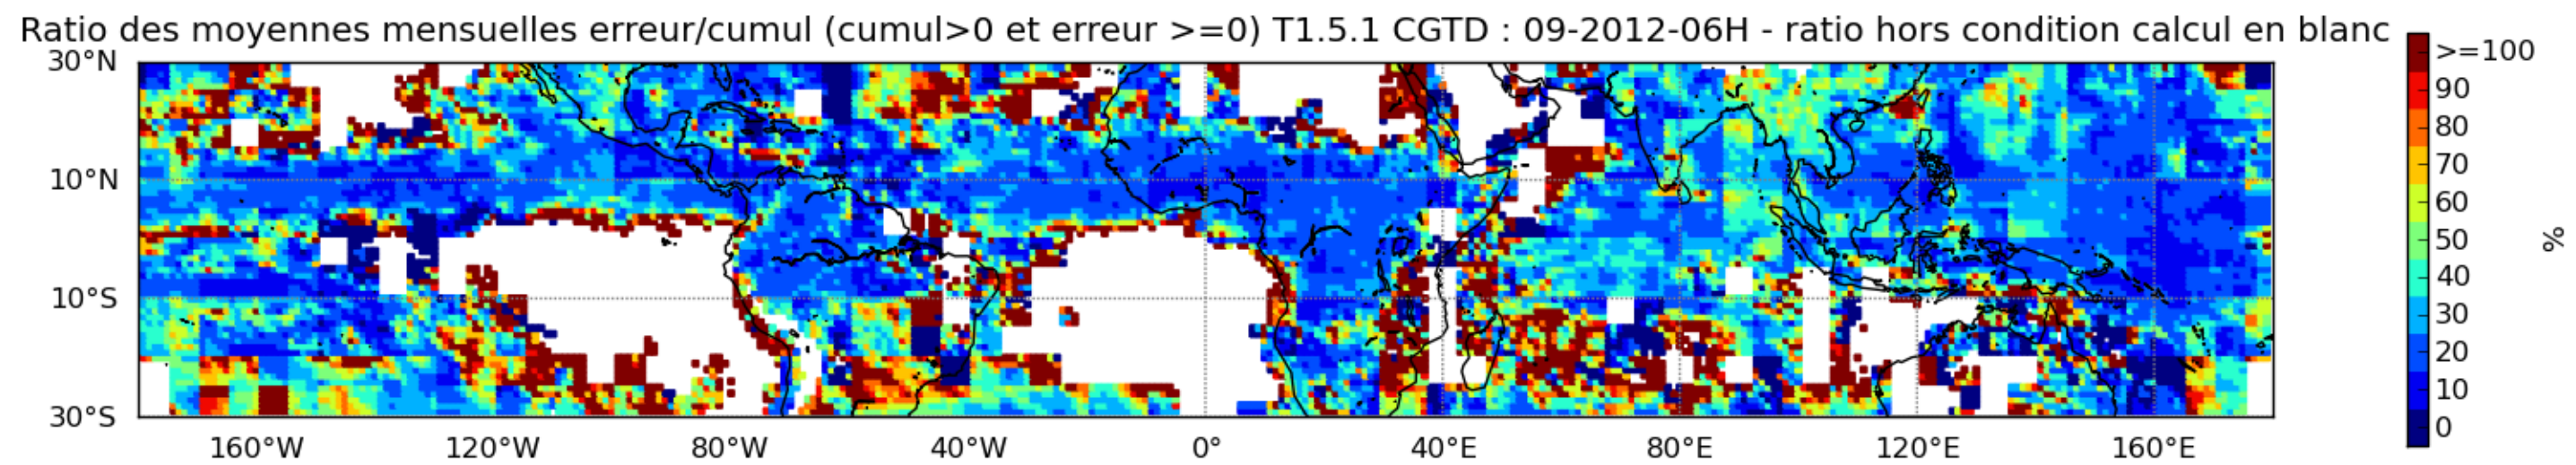 Ratio des moyennes mensuelles erreur/cumul (cumul>0 et erreur >=0) T1.5.1 CGTD : 09-2012-06H - ratio hors condition calcul en blanc
30°N
10°N
10°S
30°S
160°W 120°W 80°W 40°W 0° 40°E 80°E 120°E 160°E
>=100
90
80
70
60
50
40
30
20
10
0
%